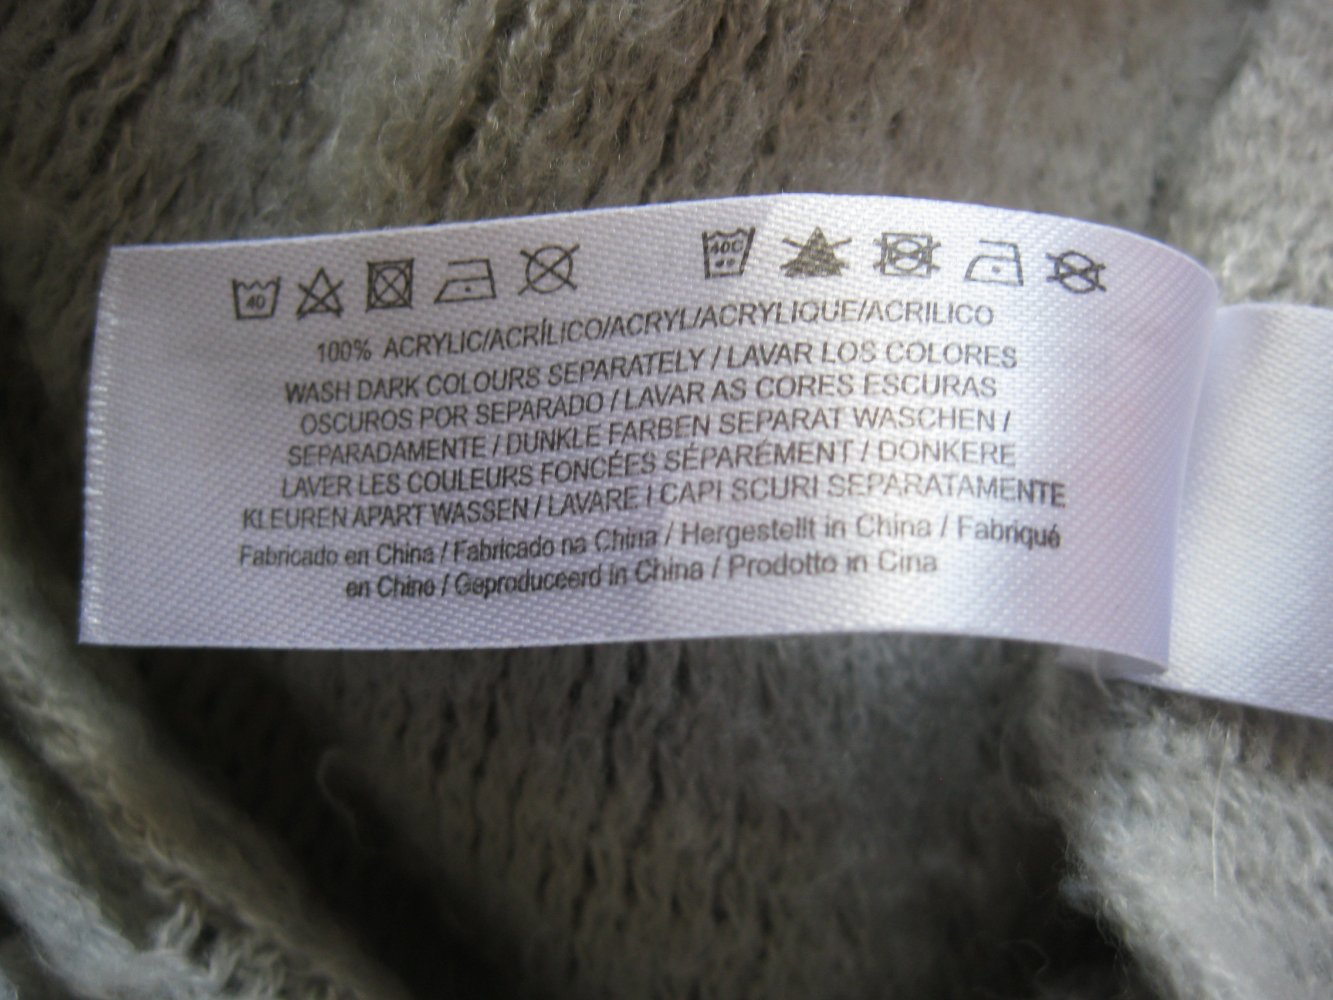 40 40C
100% ACRYLIC/ACRÍLICO/ACRYL/ACRYLIQUE/ACRILICO
WASH DARK COLOURS SEPARATELY / LAVAR LOS COLORES
OSCUROS POR SEPARADO / LAVAR AS CORES ESCURAS
SEPARADAMENTE / DUNKLE FARBEN SEPARAT WASCHEN /
LAVER LES COULEURS FONCÉES SÉPARÉMENT / DONKERE
KLEUREN APART WASSEN / LAVARE I CAPI SCURI SEPARATAMENTE
Fabricado en China / Fabricado na China / Hergestellt in China / Fabriqué
en Chine / Geproduceerd in China / Prodotto in Cina